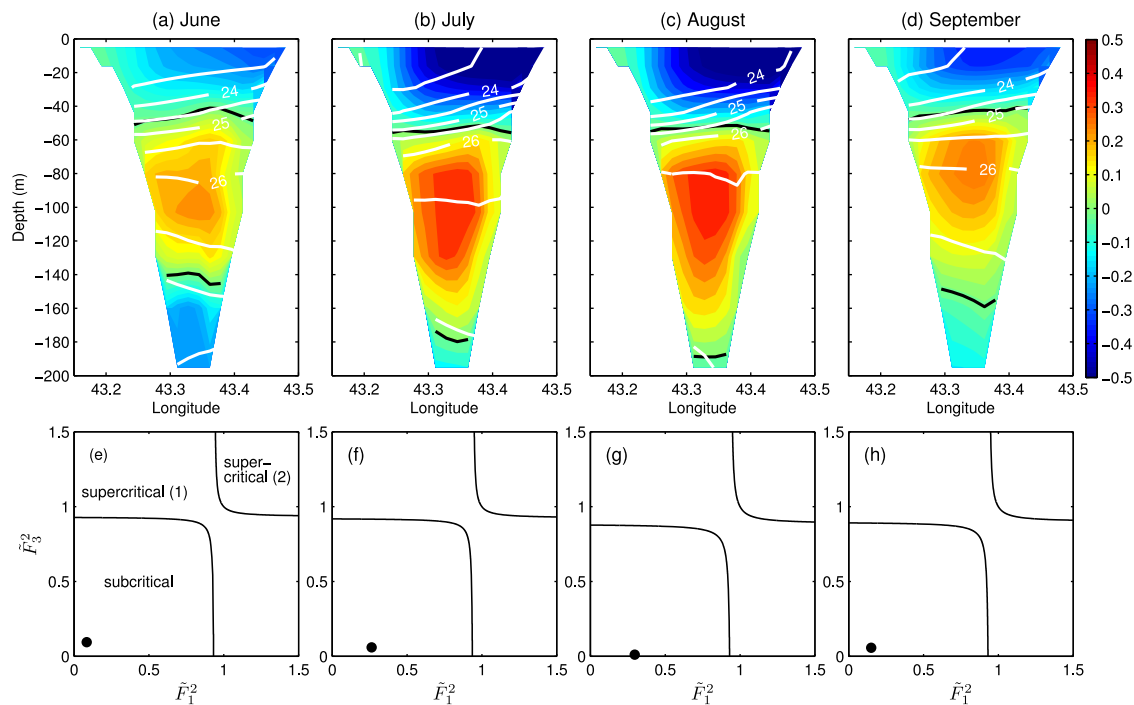 (a) June
(b) July
(c) August
(d) September
0
−20
−40
−60
−80
−100
−120
−140
−160
−180
−200
Depth (m)
24
25
26
24
25
26
24
25
26
24
25
26
0.5
0.4
0.3
0.2
0.1
0
−0.1
−0.2
−0.3
−0.4
−0.5
43.2 43.3 43.4 43.5
43.2 43.3 43.4 43.5
43.2 43.3 43.4 43.5
43.2 43.3 43.4 43.5
Longitude
Longitude
Longitude
Longitude
(e)
super−
critical (2)
supercritical (1)
subcritical
(f)
(g)
(h)
1.5
1
0.5
0
1.5
1
0.5
0
1.5
1
0.5
0
1.5
1
0.5
0
F̃₃²
0 0.5 1 1.5
0 0.5 1 1.5
0 0.5 1 1.5
0 0.5 1 1.5
F̃₁²
F̃₁²
F̃₁²
F̃₁²